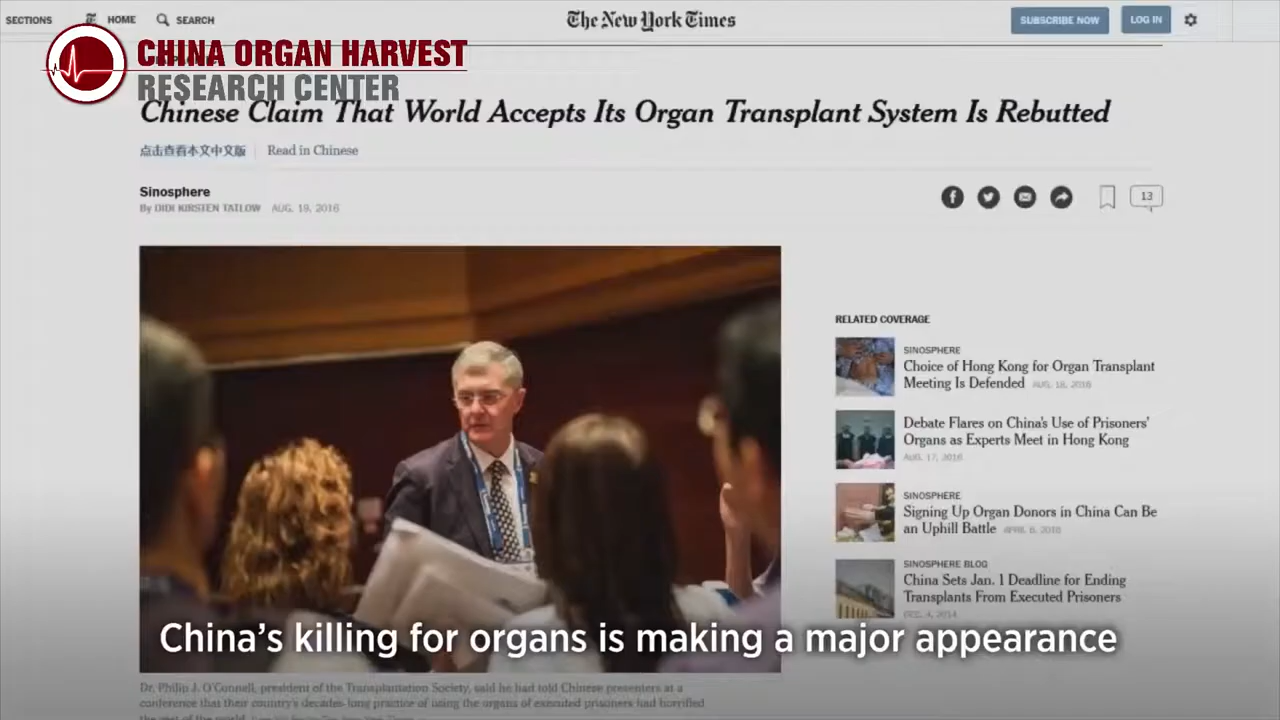 SECTIONS
HOME
SEARCH
The New York Times
SUBSCRIBE NOW
LOG IN
CHINA ORGAN HARVEST
RESEARCH CENTER
Chinese Claim That World Accepts Its Organ Transplant System Is Rebutted
点击查看本文中文版
Read in Chinese
Sinosphere
By DIDI KIRSTEN TATLOW AUG. 19, 2016
13
RELATED COVERAGE
SINOSPHERE
Choice of Hong Kong for Organ Transplant
Meeting Is Defended AUG. 18, 2016
Debate Flares on China's Use of Prisoners'
Organs as Experts Meet in Hong Kong
AUG. 17, 2016
SINOSPHERE
Signing Up Organ Donors in China Can Be
an Uphill Battle APRIL 6, 2016
SINOSPHERE BLOG
China Sets Jan. 1 Deadline for Ending
Transplants From Executed Prisoners
DEC. 4, 2014
China's killing for organs is making a major appearance
Dr. Philip J. O'Connell, president of the Transplantation Society, said he had told Chinese presenters at a
conference that their country's decades-long practice of using the organs of executed prisoners had horrified
the rest of the world.